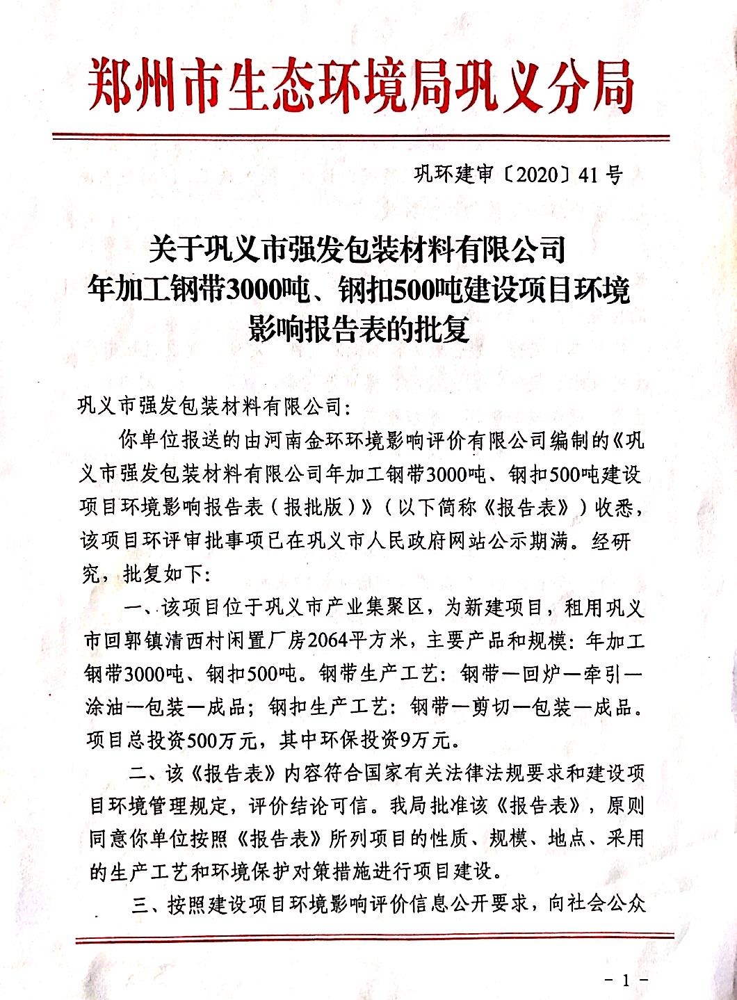 郑州市生态环境局巩义分局
巩环建审〔2020〕41号
关于巩义市强发包装材料有限公司
年加工钢带3000吨、钢扣500吨建设项目环境
影响报告表的批复
巩义市强发包装材料有限公司：
你单位报送的由河南金环环境影响评价有限公司编制的《巩
义市强发包装材料有限公司年加工钢带3000吨、钢扣500吨建设
项目环境影响报告表（报批版）》（以下简称《报告表》）收悉，
该项目环评审批事项已在巩义市人民政府网站公示期满。经研
究，批复如下：
一、该项目位于巩义市产业集聚区，为新建项目，租用巩义
市回郭镇清西村闲置厂房2064平方米，主要产品和规模：年加工
钢带3000吨、钢扣500吨。钢带生产工艺：钢带—回炉—牵引—
涂油—包装—成品；钢扣生产工艺：钢带—剪切—包装—成品。
项目总投资500万元，其中环保投资9万元。
二、该《报告表》内容符合国家有关法律法规要求和建设项
目环境管理规定，评价结论可信。我局批准该《报告表》，原则
同意你单位按照《报告表》所列项目的性质、规模、地点、采用
的生产工艺和环境保护对策措施进行项目建设。
三、按照建设项目环境影响评价信息公开要求，向社会公众
- 1 -